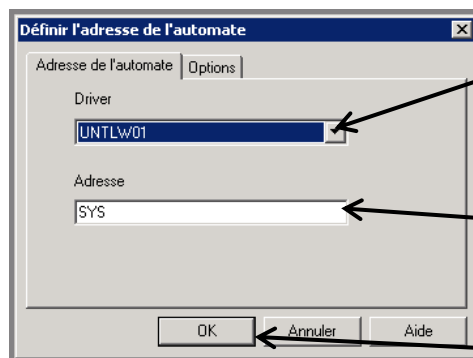 Définir l'adresse de l'automate
Adresse de l'automate Options
Driver
UNTLW01
Adresse
SYS
OK Annuler Aide